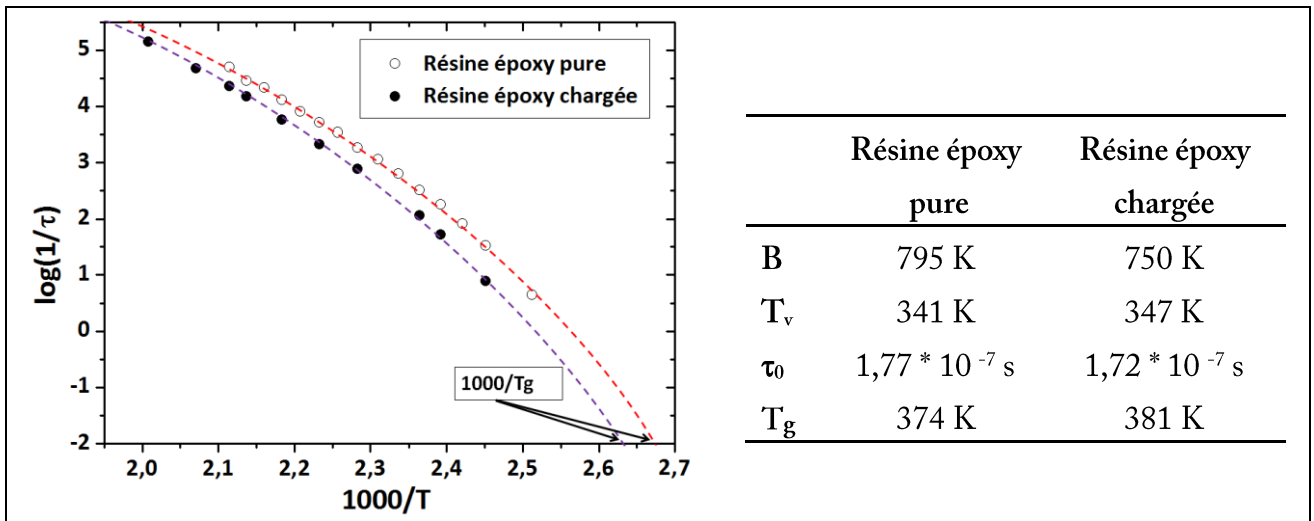 5
4
3
2
1
0
-1
-2
log(1/τ)
Résine époxy pure
Résine époxy chargée
1000/Tg
2,0 2,1 2,2 2,3 2,4 2,5 2,6 2,7
1000/T
Résine époxy Résine époxy
pure chargée
B 795 K 750 K
Tv 341 K 347 K
τ0 1,77 * 10 -7 s 1,72 * 10 -7 s
Tg 374 K 381 K